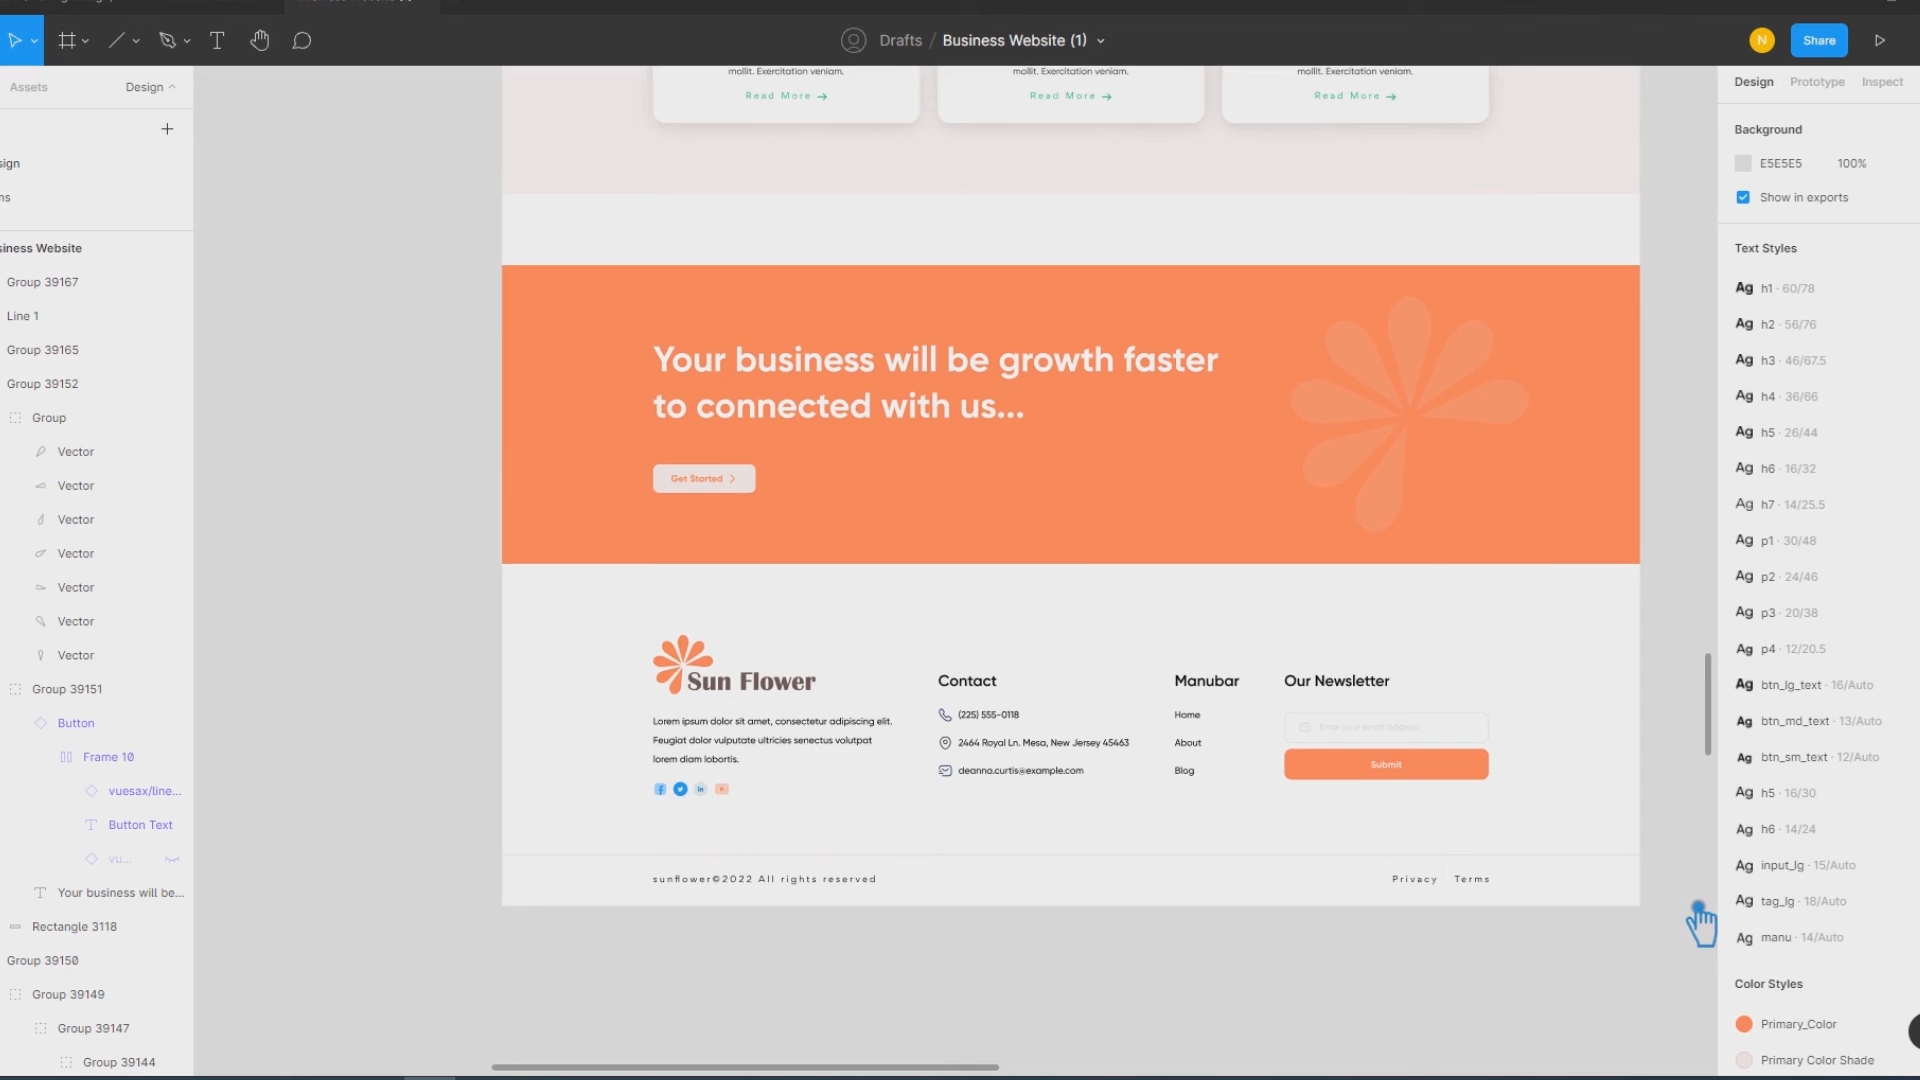 Drafts / Business Website (1)
N
Share
Assets
Design
sign
ns
siness Website
Group 39167
Line 1
Group 39165
Group 39152
Group
Vector
Vector
Vector
Vector
Vector
Vector
Vector
Group 39151
Button
Frame 10
vuesax/line...
Button Text
vu...
Your business will be...
Rectangle 3118
Group 39150
Group 39149
Group 39147
Group 39144
mollit. Exercitation veniam.
Read More →
mollit. Exercitation veniam.
Read More →
mollit. Exercitation veniam.
Read More →
Your business will be growth faster
to connected with us...
Get Started
Sun Flower
Lorem ipsum dolor sit amet, consectetur adipiscing elit.
Feugiat dolor vulputate ultricies senectus volutpat
lorem diam lobortis.
in
Contact
(225) 555-0118
2464 Royal Ln. Mesa, New Jersey 45463
deanna.curtis@example.com
Manubar
Home
About
Blog
Our Newsletter
Enter your email address
Submit
sunflower©2022 All rights reserved
Privacy
Terms
Design
Prototype
Inspect
Background
E5E5E5 100%
Show in exports
Text Styles
Ag h1 · 60/78
Ag h2 · 56/76
Ag h3 · 46/67.5
Ag h4 · 36/66
Ag h5 · 26/44
Ag h6 · 16/32
Ag h7 · 14/25.5
Ag p1 · 30/48
Ag p2 · 24/46
Ag p3 · 20/38
Ag p4 · 12/20.5
Ag btn_lg_text · 16/Auto
Ag btn_md_text · 13/Auto
Ag btn_sm_text · 12/Auto
Ag h5 · 16/30
Ag h6 · 14/24
Ag input_lg · 15/Auto
Ag tag_lg · 18/Auto
Ag manu · 14/Auto
Color Styles
Primary_Color
Primary Color Shade